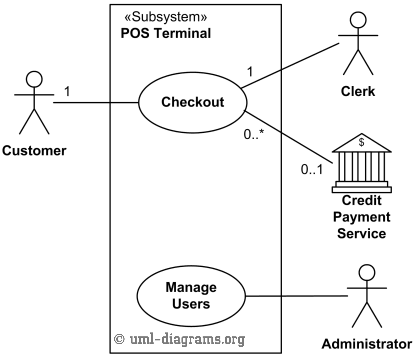 «Subsystem»
POS Terminal
1
Customer
Checkout
1
Clerk
0..*
0..1
$
Credit
Payment
Service
Manage
Users
Administrator
© uml-diagrams.org